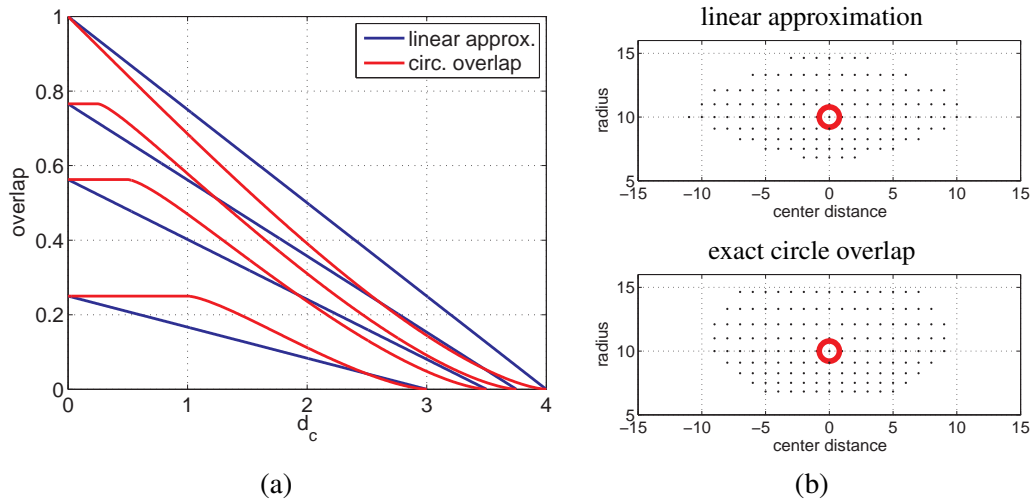 1
0.8
0.6
0.4
0.2
0
overlap
0 1 2 3 4
d_c
linear approx.
circ. overlap
(a)
linear approximation
15
10
5
radius
−15 −10 −5 0 5 10 15
center distance
exact circle overlap
15
10
5
radius
−15 −10 −5 0 5 10 15
center distance
(b)